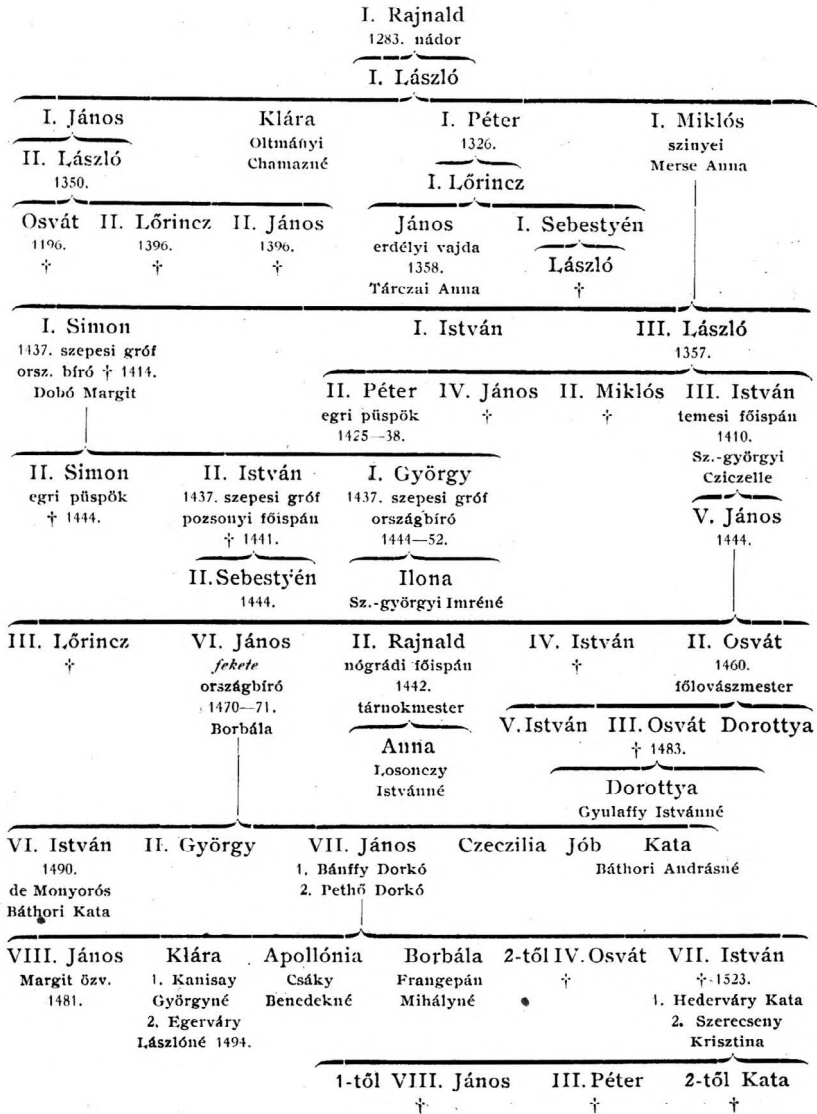 I. Rajnald
1283. nádor
I. László
I. János Klára I. Péter I. Miklós
Oltmányi 1326. szinyei
II. László Chamazné Merse Anna
1350. I. Lőrincz
Osvát II. Lőrincz II. János János I. Sebestyén
1196. 1396. 1396. erdélyi vajda
† † † 1358. László
Tárczai Anna †
I. Simon I. István III. László
1437. szepesi gróf 1357.
orsz. bíró † 1414.
Dobó Margit II. Péter IV. János II. Miklós III. István
egri püspök † † temesi főispán
1425—38. 1410.
Sz.-györgyi
Cziczelle
II. Simon II. István I. György
egri püspök 1437. szepesi gróf 1437. szepesi gróf
† 1444. pozsonyi főispán országbíró V. János
† 1441. 1444—52. 1444.
II. Sebestyén Ilona
1444. Sz.-györgyi Imréné
III. Lőrincz VI. János II. Rajnald IV. István II. Osvát
† fekete nógrádi főispán † 1460.
országbíró 1442. főlovászmester
1470—71. tárnokmester
Borbála V. István III. Osvát Dorottya
Anna † 1483.
Losonczy Dorottya
Istvánné Gyulaffy Istvánné
VI. István II. György VII. János Czeczilia Jób Kata
1490. 1. Bánffy Dorkó Báthori Andrásné
de Monyorós 2. Pethő Dorkó
Báthori Kata
VIII. János Klára Apollónia Borbála 2-től IV. Osvát VII. István
Margit özv. 1. Kanisay Csáky Frangepán † † 1523.
1481. Györgyné Benedekné Mihályné 1. Hederváry Kata
2. Egerváry 2. Szerecseny
Lászlóné 1494. Krisztina
1-től VIII. János III. Péter 2-től Kata
† † †